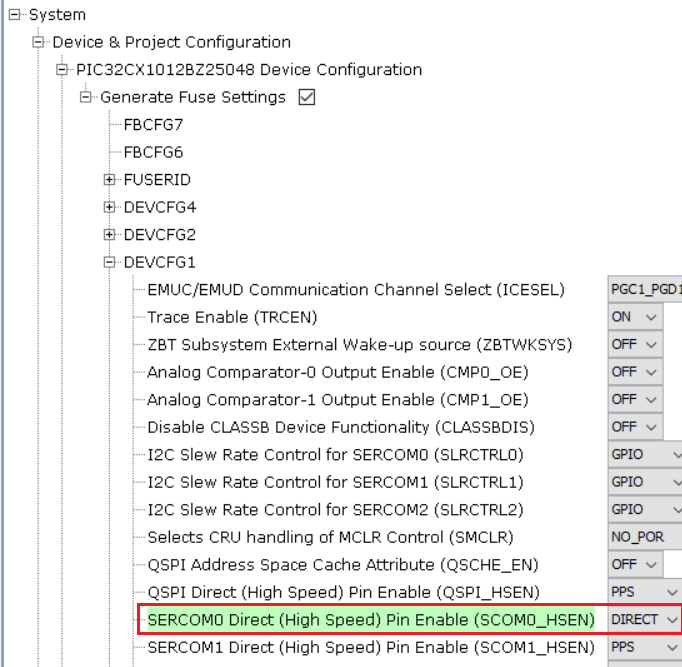 System
Device & Project Configuration
PIC32CX1012BZ25048 Device Configuration
Generate Fuse Settings
FBCFG7
FBCFG6
FUSERID
DEVCFG4
DEVCFG2
DEVCFG1
EMUC/EMUD Communication Channel Select (ICESEL) PGC1_PGD1
Trace Enable (TRCEN) ON
ZBT Subsystem External Wake-up source (ZBTWKSYS) OFF
Analog Comparator-0 Output Enable (CMP0_OE) OFF
Analog Comparator-1 Output Enable (CMP1_OE) OFF
Disable CLASSB Device Functionality (CLASSBDIS) OFF
I2C Slew Rate Control for SERCOM0 (SLRCTRL0) GPIO
I2C Slew Rate Control for SERCOM1 (SLRCTRL1) GPIO
I2C Slew Rate Control for SERCOM2 (SLRCTRL2) GPIO
Selects CRU handling of MCLR Control (SMCLR) NO_POR
QSPI Address Space Cache Attribute (QSCHE_EN) OFF
QSPI Direct (High Speed) Pin Enable (QSPI_HSEN) PPS
SERCOM0 Direct (High Speed) Pin Enable (SCOM0_HSEN) DIRECT
SERCOM1 Direct (High Speed) Pin Enable (SCOM1_HSEN) PPS